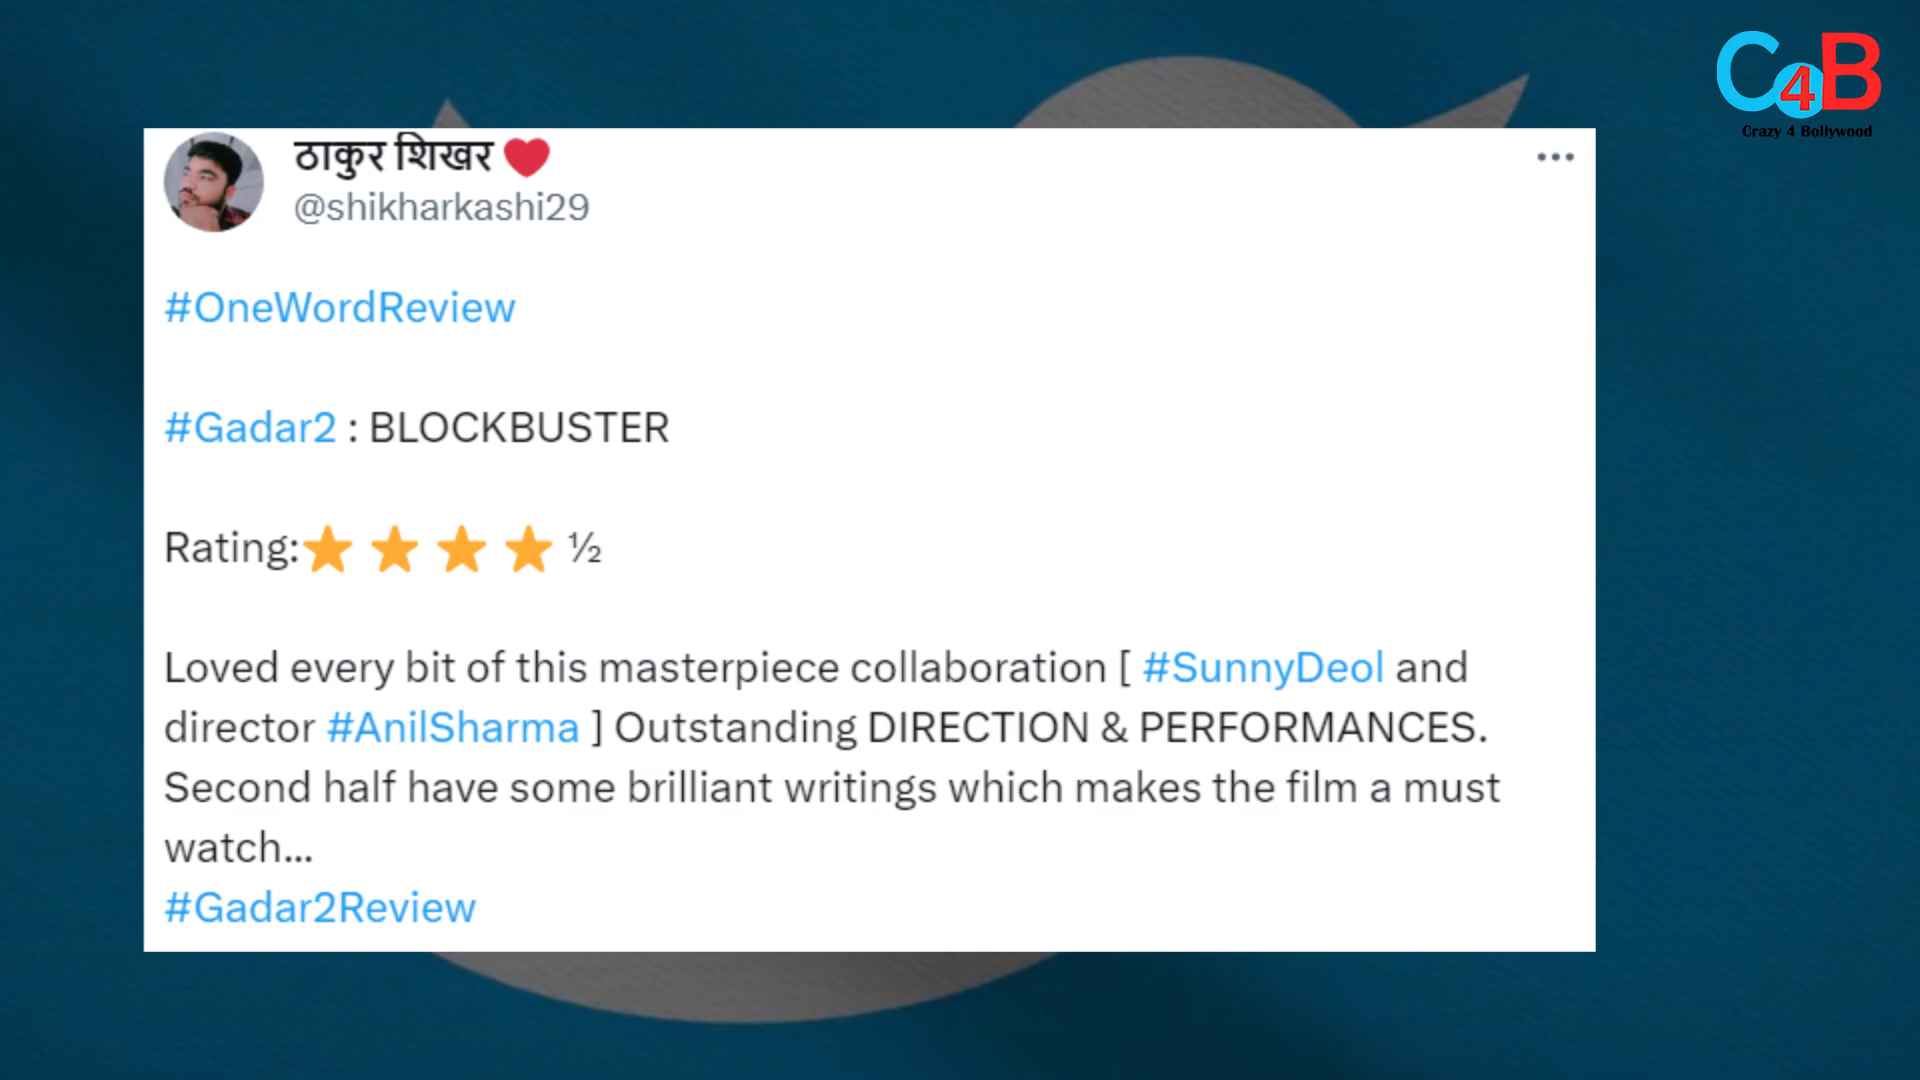 C4B
Crazy 4 Bollywood
ठाकुर शिखर ❤️
@shikharkashi29
#OneWordReview
#Gadar2 : BLOCKBUSTER
Rating:⭐ ⭐ ⭐ ⭐ ½
Loved every bit of this masterpiece collaboration [ #SunnyDeol and
director #AnilSharma ] Outstanding DIRECTION & PERFORMANCES.
Second half have some brilliant writings which makes the film a must
watch...
#Gadar2Review